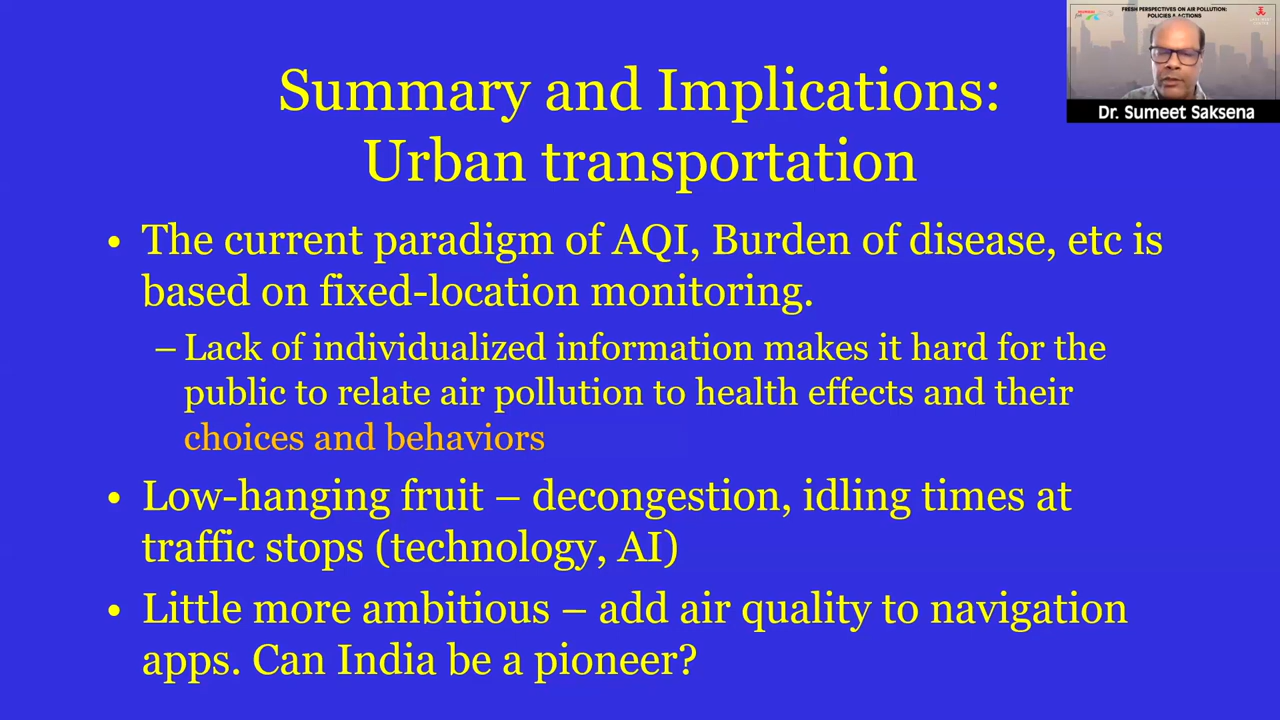 FRESH PERSPECTIVES ON AIR POLLUTION:
POLICIES & ACTIONS
Dr. Sumeet Saksena
Summary and Implications:
Urban transportation
• The current paradigm of AQI, Burden of disease, etc is
based on fixed-location monitoring.
– Lack of individualized information makes it hard for the
public to relate air pollution to health effects and their
choices and behaviors
• Low-hanging fruit – decongestion, idling times at
traffic stops (technology, AI)
• Little more ambitious – add air quality to navigation
apps. Can India be a pioneer?